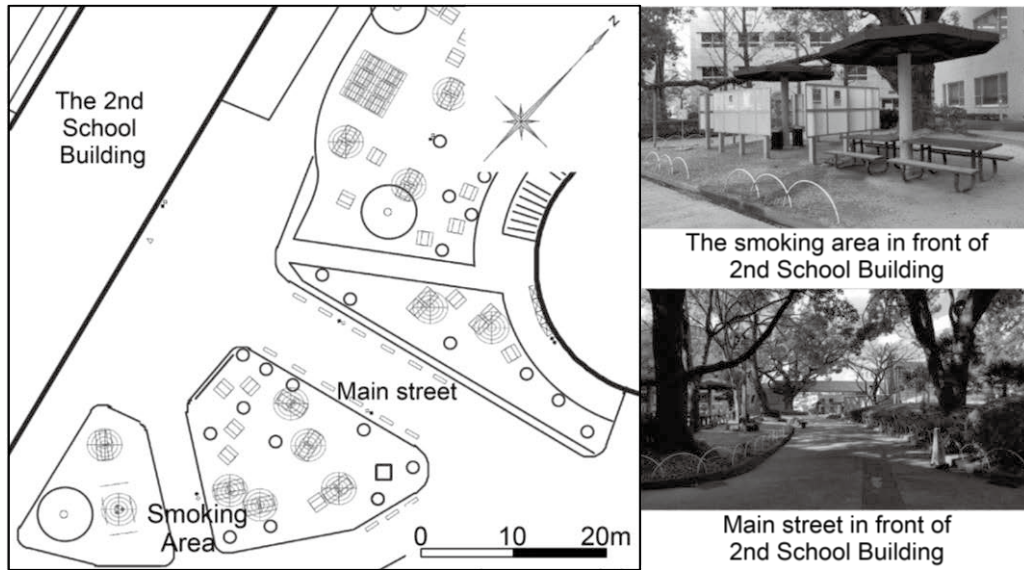 N
The 2nd
School
Building
Main street
Smoking
Area
0 10 20m
The smoking area in front of
2nd School Building
Main street in front of
2nd School Building